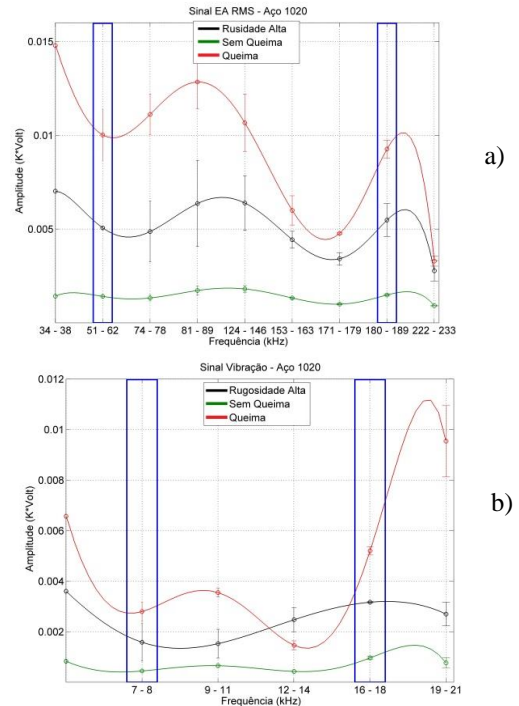 Sinal EA RMS - Aço 1020
Rusidade Alta
Sem Queima
Queima
0.015
0.01
0.005
Amplitude (K*Volt)
34 - 38 51 - 62 74 - 78 81 - 89 124 - 146 153 - 163 171 - 179 180 - 189 222 - 233
Frequência (kHz)
a)
Sinal Vibração - Aço 1020
Rugosidade Alta
Sem Queima
Queima
0.012
0.01
0.008
0.006
0.004
0.002
Amplitude (K*Volt)
7 - 8 9 - 11 12 - 14 16 - 18 19 - 21
Frequência (kHz)
b)